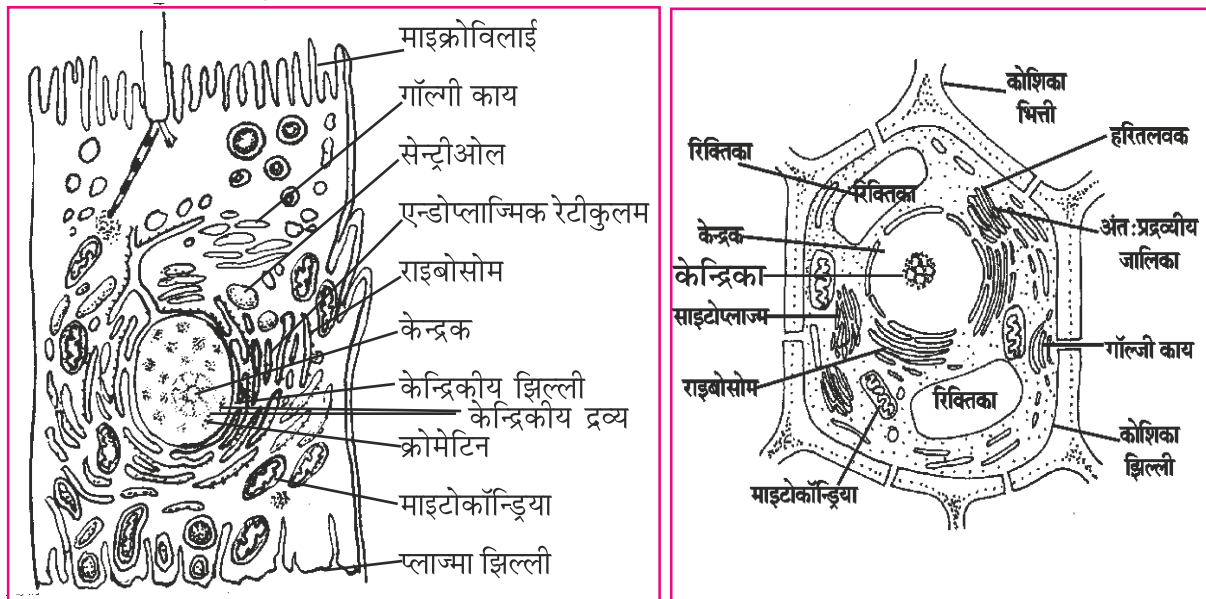 माइक्रोविलाई
गॉल्गी काय
सेन्ट्रीओल
एन्डोप्लाज्मिक रेटीकुलम
राइबोसोम
केन्द्रक
केन्द्रिकीय झिल्ली
केन्द्रिकीय द्रव्य
क्रोमेटिन
माइटोकॉन्ड्रिया
प्लाज्मा झिल्ली
कोशिका
भित्ती
हरितलवक
रिक्तिका
रिक्तिका
केन्द्रक
अंत:प्रद्रव्यीय
जालिका
केन्द्रिका
साइटोप्लाज्म
गॉल्जी काय
राइबोसोम
रिक्तिका
कोशिका
झिल्ली
माइटोकॉन्ड्रिया